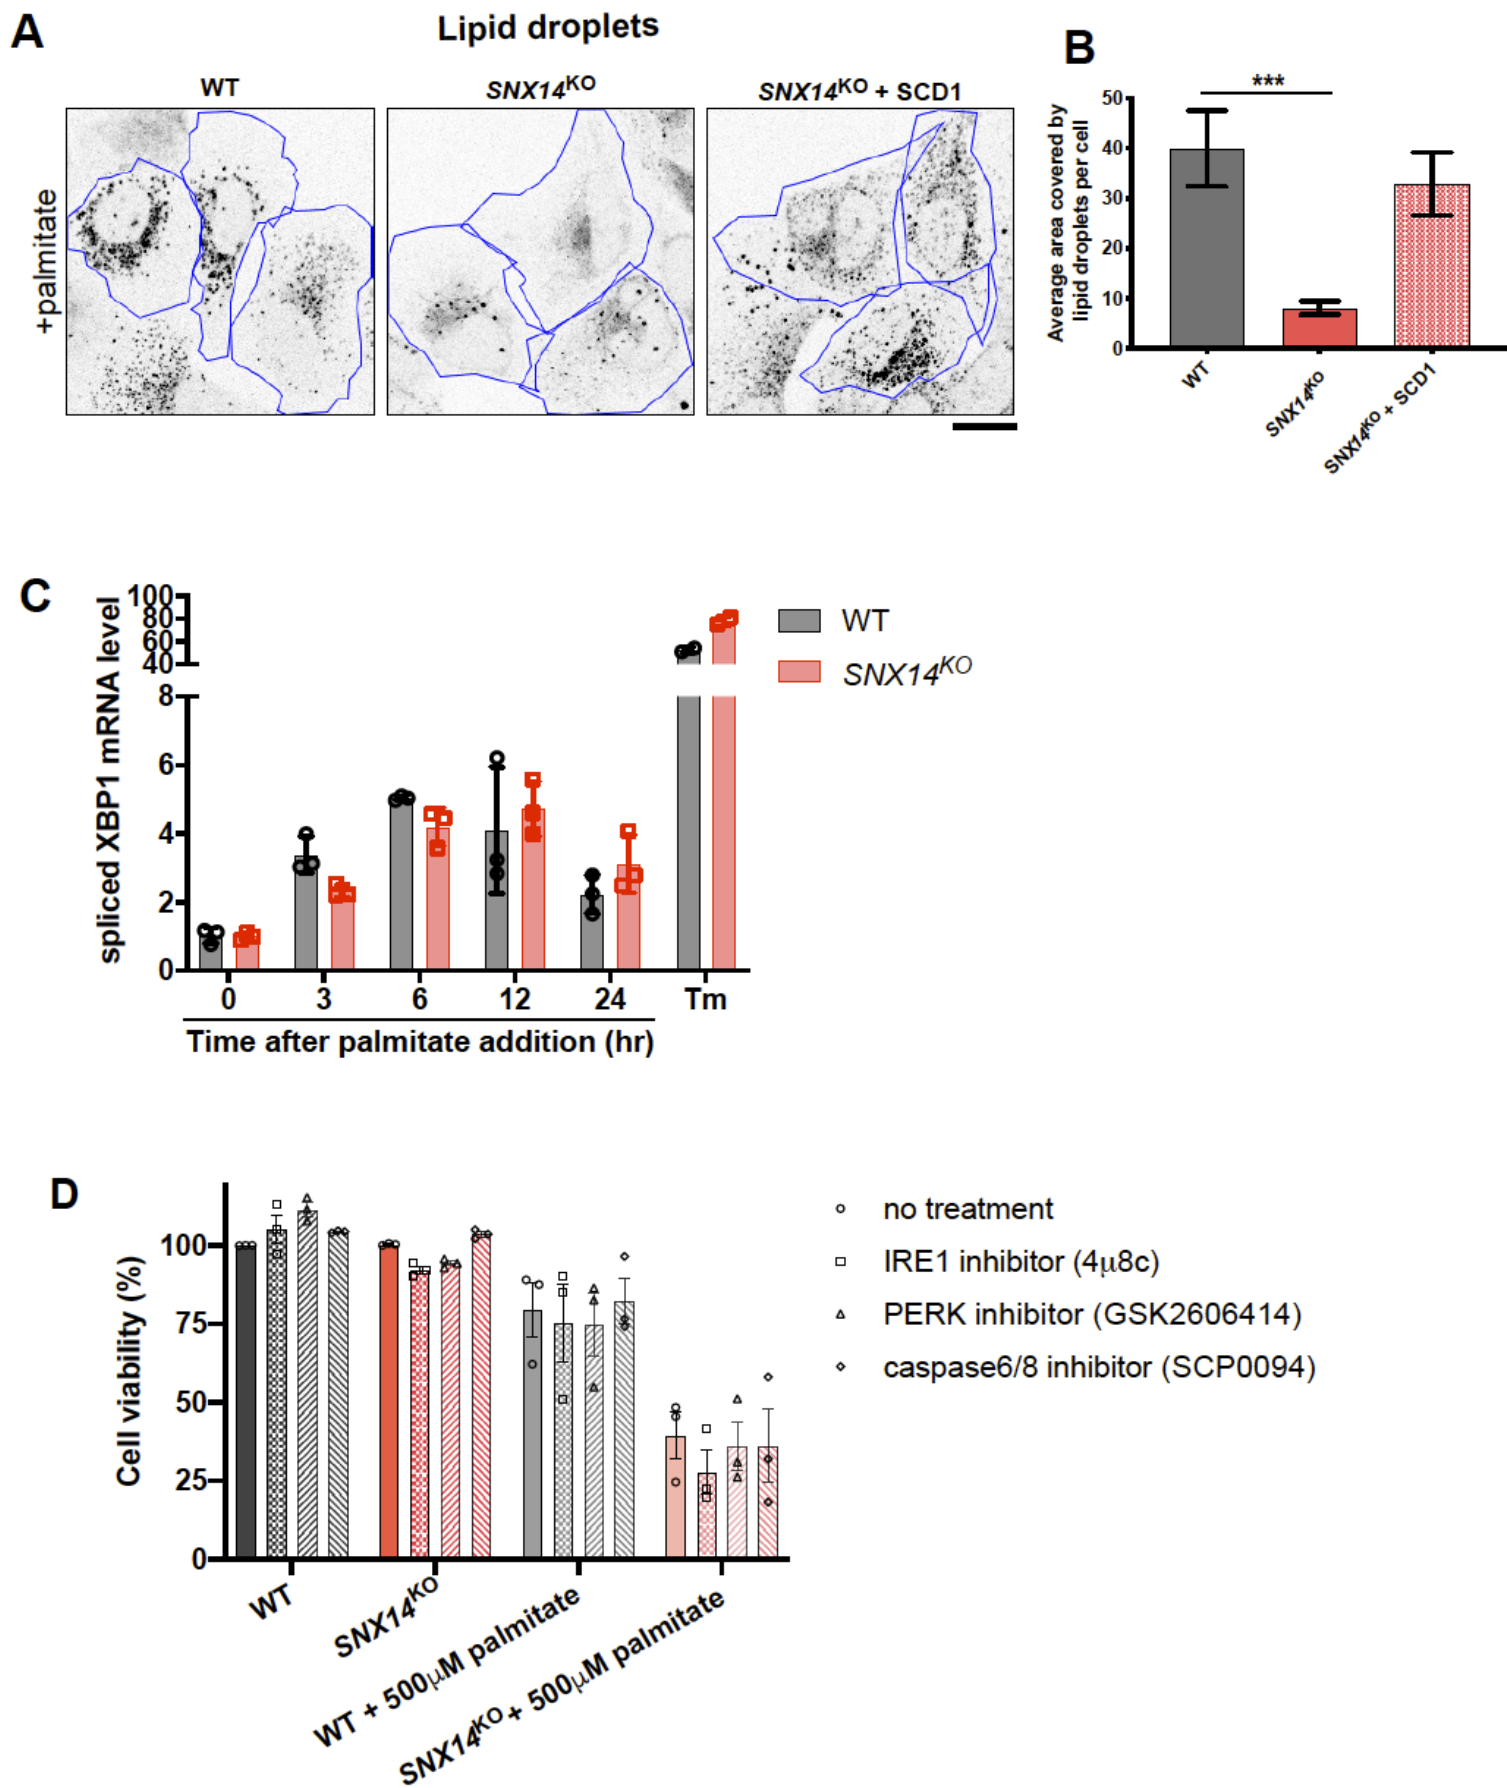 A
Lipid droplets
WT
SNX14KO
SNX14KO + SCD1
+palmitate
B
***
Average area covered by
lipid droplets per cell
50
40
30
20
10
0
WT
SNX14KO
SNX14KO + SCD1
C
spliced XBP1 mRNA level
100
80
60
40
8
6
4
2
0
0 3 6 12 24 Tm
Time after palmitate addition (hr)
WT
SNX14KO
D
Cell viability (%)
100
75
50
25
0
WT
SNX14KO
WT + 500μM palmitate
SNX14KO + 500μM palmitate
no treatment
IRE1 inhibitor (4μ8c)
PERK inhibitor (GSK2606414)
caspase6/8 inhibitor (SCP0094)